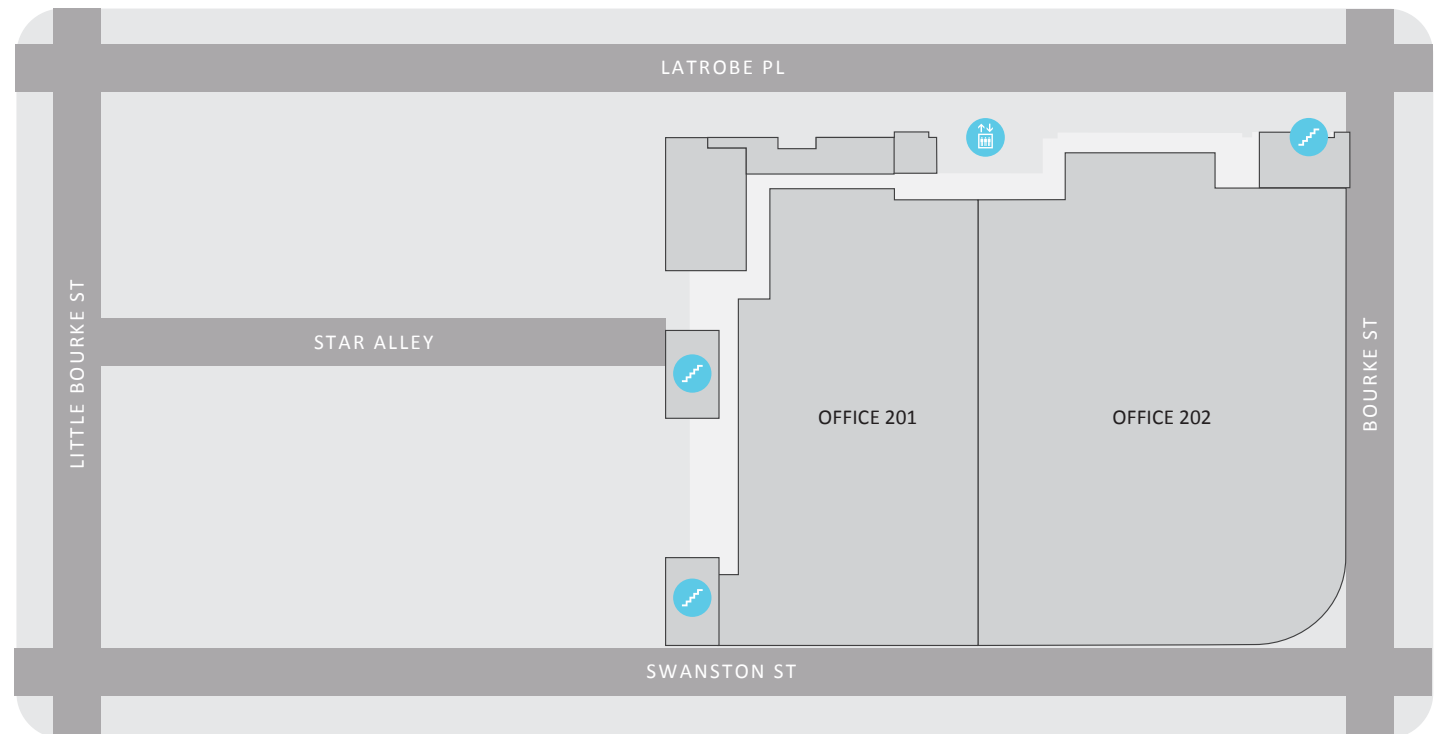 LATROBE PL
LITTLE BOURKE ST
STAR ALLEY
OFFICE 201
OFFICE 202
BOURKE ST
SWANSTON ST